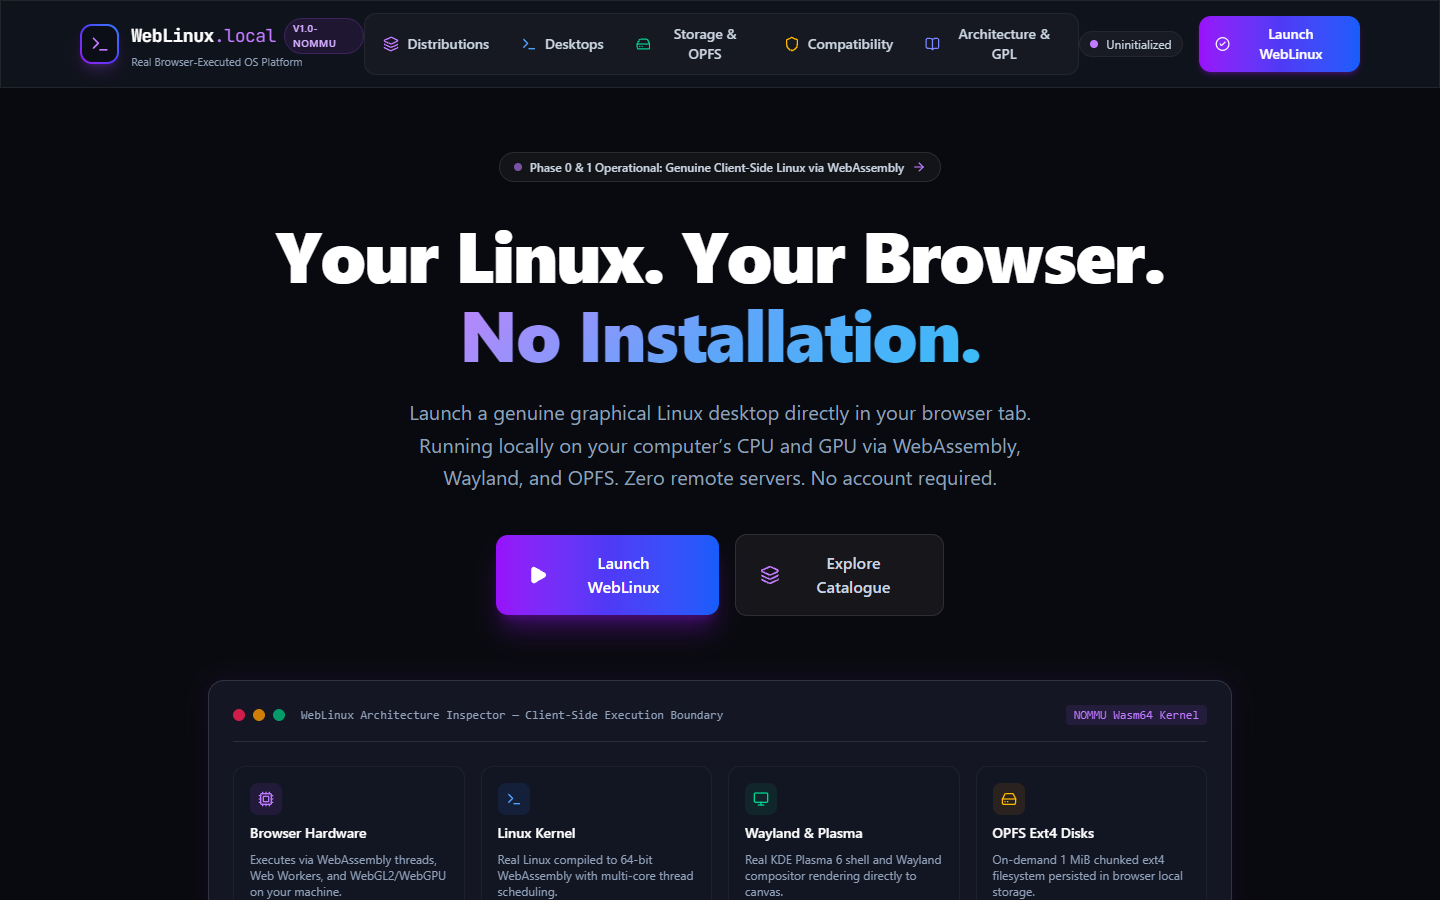 WebLinux.local
V1.0-
NOMMU
Real Browser-Executed OS Platform
Distributions
Desktops
Storage &
OPFS
Compatibility
Architecture &
GPL
Uninitialized
Launch
WebLinux
Phase 0 & 1 Operational: Genuine Client-Side Linux via WebAssembly
Your Linux. Your Browser.
No Installation.
Launch a genuine graphical Linux desktop directly in your browser tab.
Running locally on your computer’s CPU and GPU via WebAssembly,
Wayland, and OPFS. Zero remote servers. No account required.
Launch
WebLinux
Explore
Catalogue
WebLinux Architecture Inspector — Client-Side Execution Boundary
NOMMU Wasm64 Kernel
Browser Hardware
Executes via WebAssembly threads,
Web Workers, and WebGL2/WebGPU
on your machine.
Linux Kernel
Real Linux compiled to 64-bit
WebAssembly with multi-core thread
scheduling.
Wayland & Plasma
Real KDE Plasma 6 shell and Wayland
compositor rendering directly to
canvas.
OPFS Ext4 Disks
On-demand 1 MiB chunked ext4
filesystem persisted in browser local
storage.